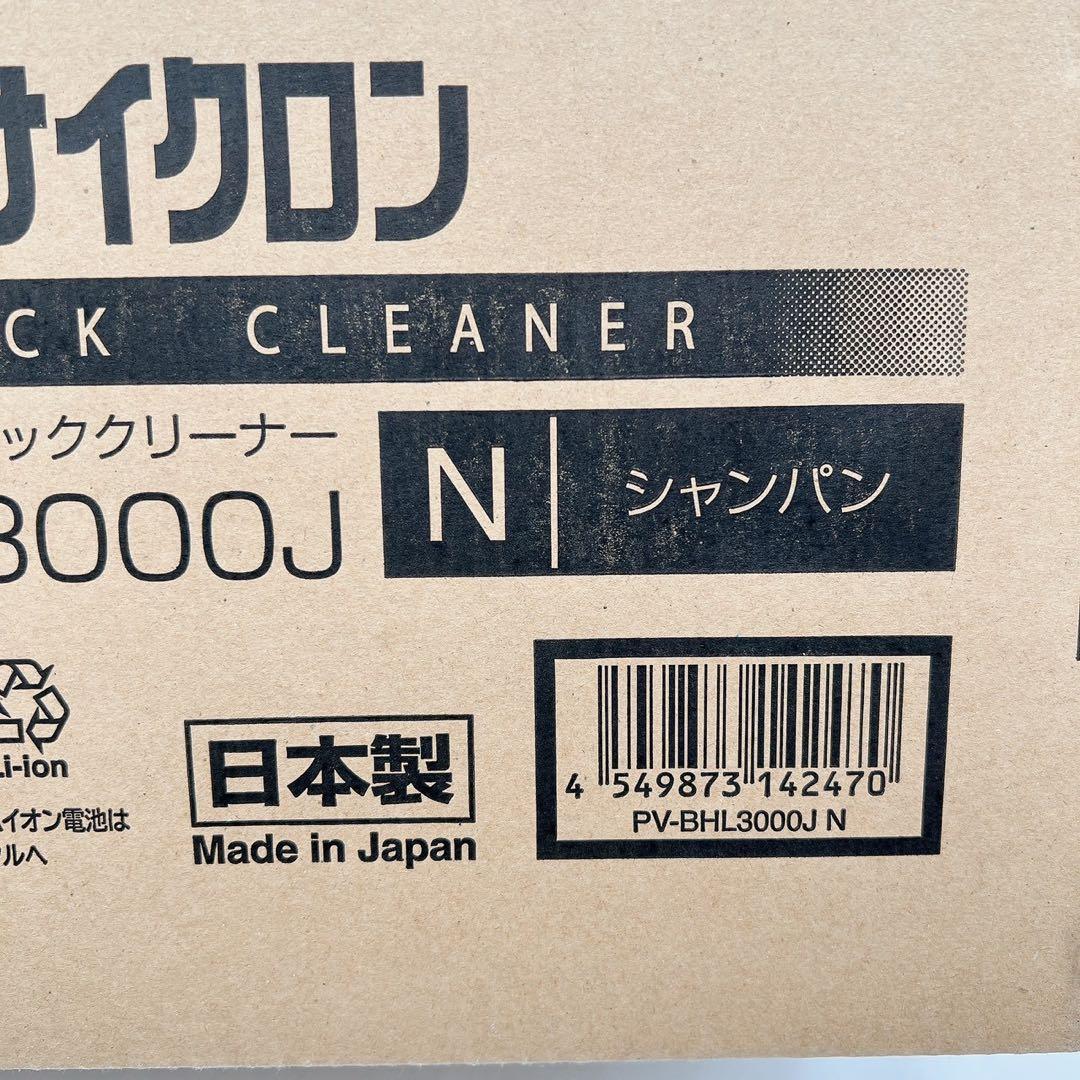 サイクロン
CK CLEANER
ッククリーナー
3000J
N シャンパン
Li-ion
イオン電池は
ルへ
日本製
Made in Japan
4 549873 142470
PV-BHL3000J N